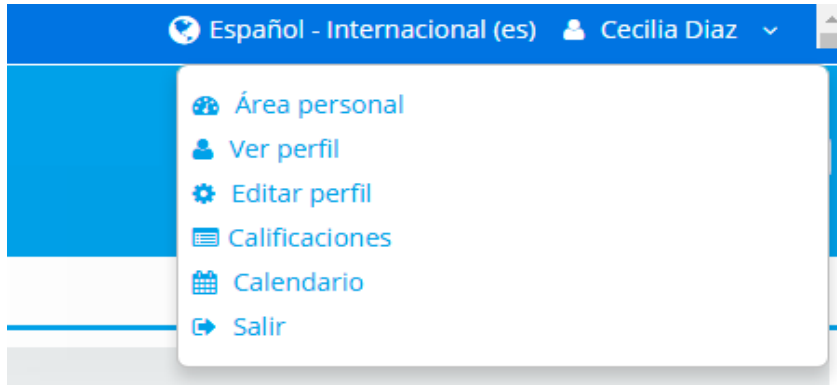 Español - Internacional (es) Cecilia Diaz
Área personal
Ver perfil
Editar perfil
Calificaciones
Calendario
Salir